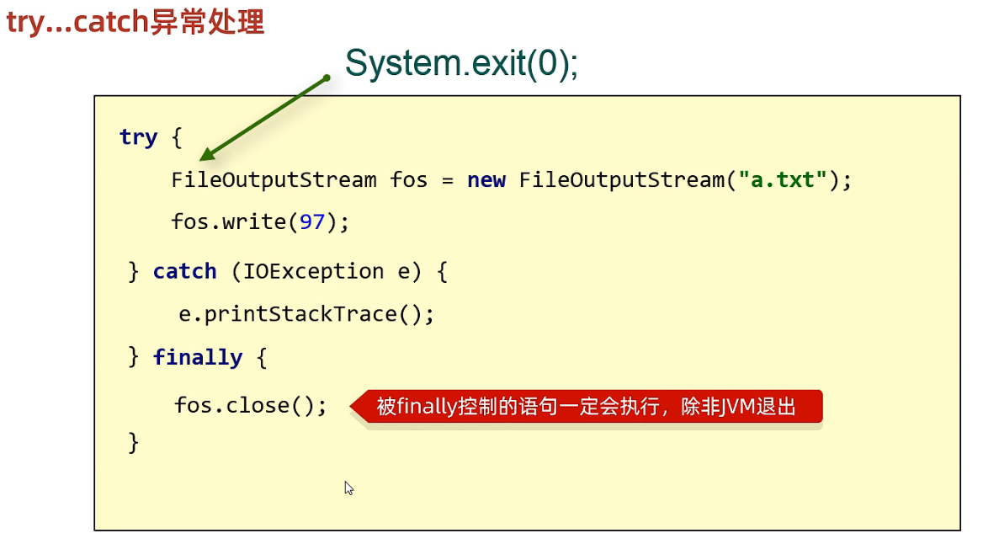 try...catch异常处理
System.exit(0);
try {
FileOutputStream fos = new FileOutputStream("a.txt");
fos.write(97);
} catch (IOException e) {
e.printStackTrace();
} finally {
fos.close();
被finally控制的语句一定会执行，除非JVM退出
}